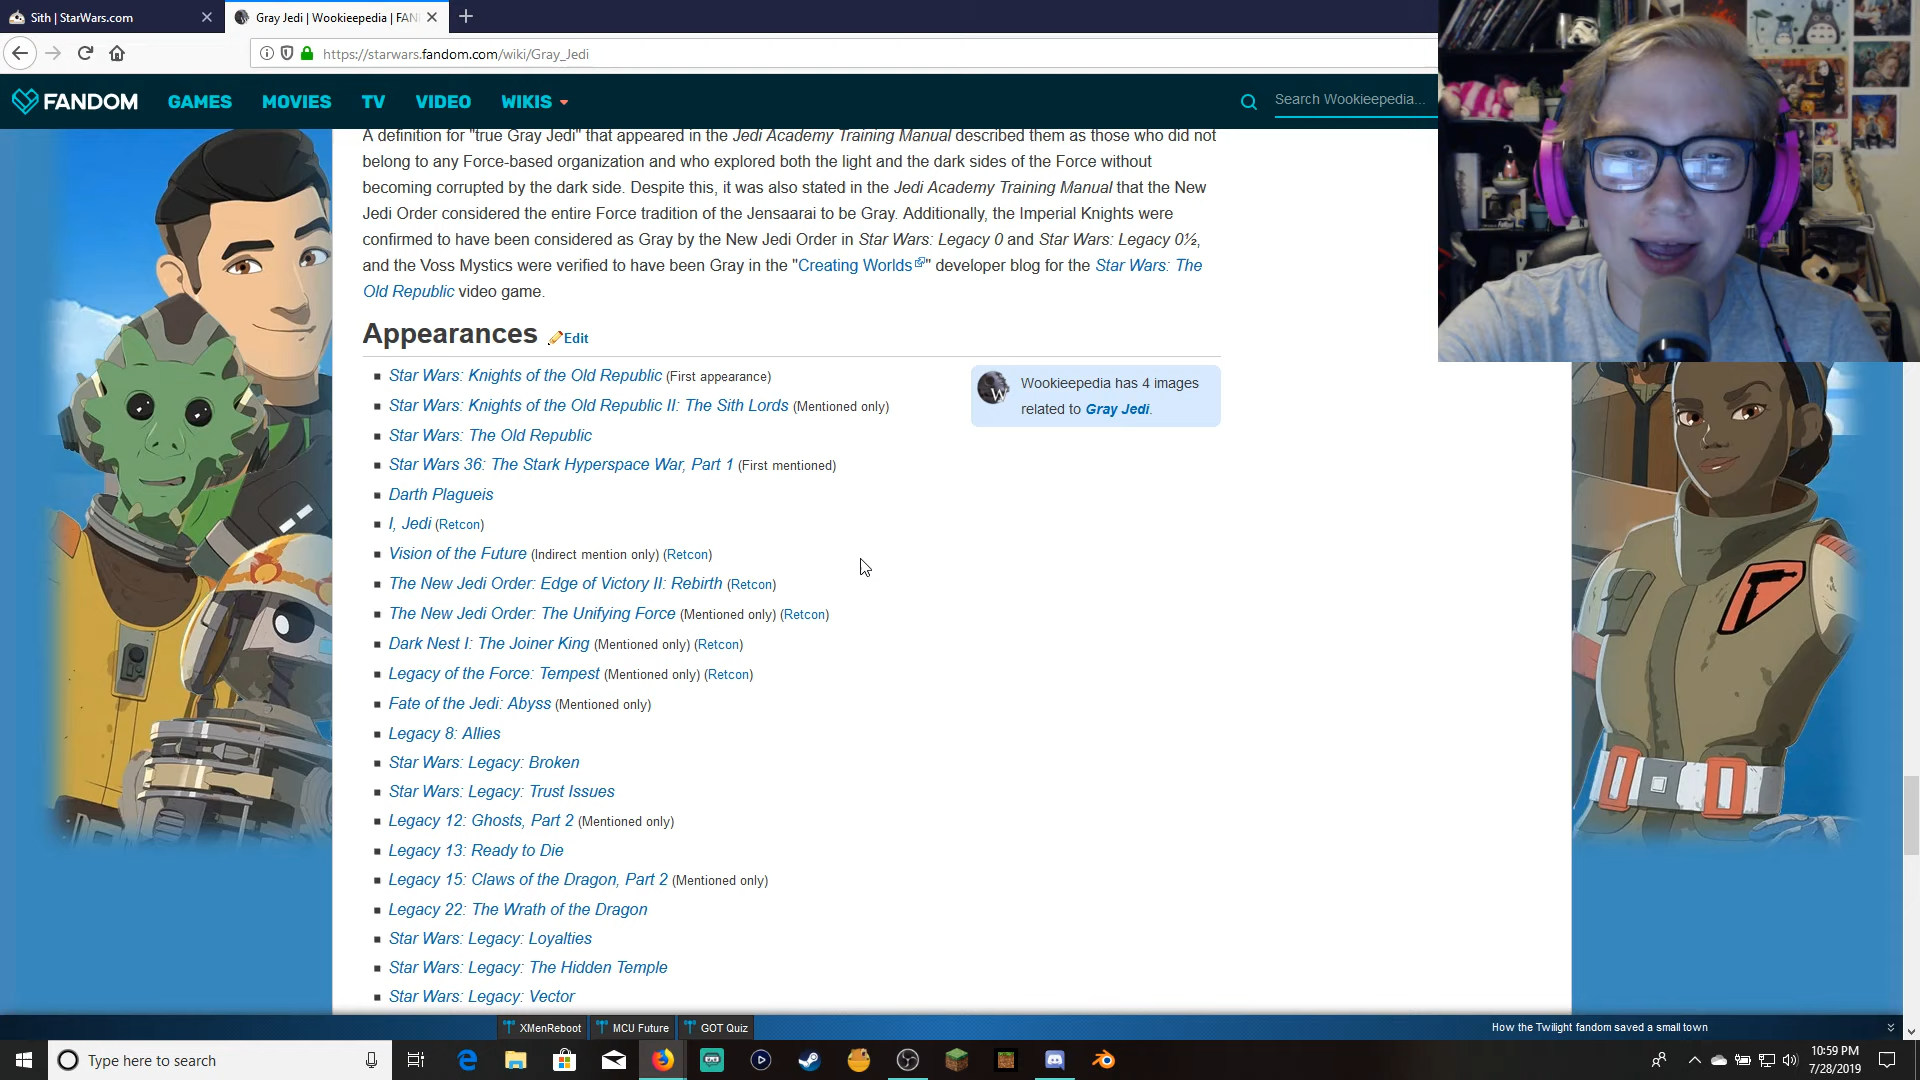 Sith | StarWars.com
Gray Jedi | Wookieepedia | FAN
https://starwars.fandom.com/wiki/Gray_Jedi
FANDOM GAMES MOVIES TV VIDEO WIKIS Search Wookieepedia...
A definition for "true Gray Jedi" that appeared in the Jedi Academy Training Manual described them as those who did not
belong to any Force-based organization and who explored both the light and the dark sides of the Force without
becoming corrupted by the dark side. Despite this, it was also stated in the Jedi Academy Training Manual that the New
Jedi Order considered the entire Force tradition of the Jensaarai to be Gray. Additionally, the Imperial Knights were
confirmed to have been considered as Gray by the New Jedi Order in Star Wars: Legacy 0 and Star Wars: Legacy 0½,
and the Voss Mystics were verified to have been Gray in the "Creating Worlds" developer blog for the Star Wars: The
Old Republic video game.
Appearances Edit
Star Wars: Knights of the Old Republic (First appearance)
Star Wars: Knights of the Old Republic II: The Sith Lords (Mentioned only)
Star Wars: The Old Republic
Star Wars 36: The Stark Hyperspace War, Part 1 (First mentioned)
Darth Plagueis
I, Jedi (Retcon)
Vision of the Future (Indirect mention only) (Retcon)
The New Jedi Order: Edge of Victory II: Rebirth (Retcon)
The New Jedi Order: The Unifying Force (Mentioned only) (Retcon)
Dark Nest I: The Joiner King (Mentioned only) (Retcon)
Legacy of the Force: Tempest (Mentioned only) (Retcon)
Fate of the Jedi: Abyss (Mentioned only)
Legacy 8: Allies
Star Wars: Legacy: Broken
Star Wars: Legacy: Trust Issues
Legacy 12: Ghosts, Part 2 (Mentioned only)
Legacy 13: Ready to Die
Legacy 15: Claws of the Dragon, Part 2 (Mentioned only)
Legacy 22: The Wrath of the Dragon
Star Wars: Legacy: Loyalties
Star Wars: Legacy: The Hidden Temple
Star Wars: Legacy: Vector
W
Wookieepedia has 4 images
related to Gray Jedi.
XMenReboot MCU Future GOT Quiz
How the Twilight fandom saved a small town
Type here to search
10:59 PM
7/28/2019